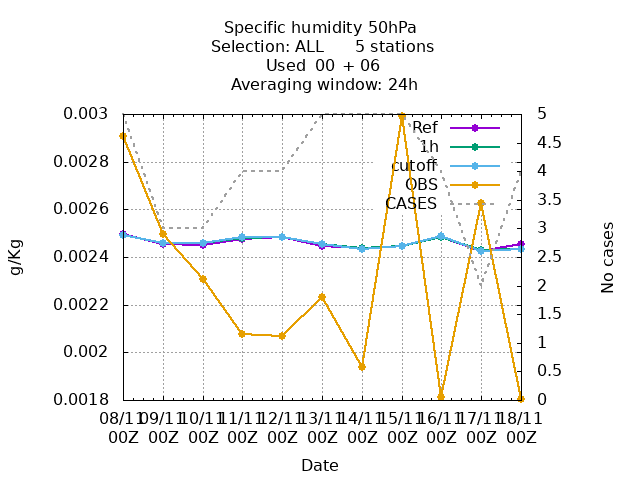 Specific humidity 50hPa
Selection: ALL 5 stations
Used 00 + 06
Averaging window: 24h
0.003
0.0028
0.0026
0.0024
0.0022
0.002
0.0018
g/Kg
5
4.5
4
3.5
3
2.5
2
1.5
1
0.5
0
No cases
Ref
1h
cutoff
OBS
CASES
08/11 09/11 10/11 11/11 12/11 13/11 14/11 15/11 16/11 17/11 18/11
00Z 00Z 00Z 00Z 00Z 00Z 00Z 00Z 00Z 00Z 00Z
Date